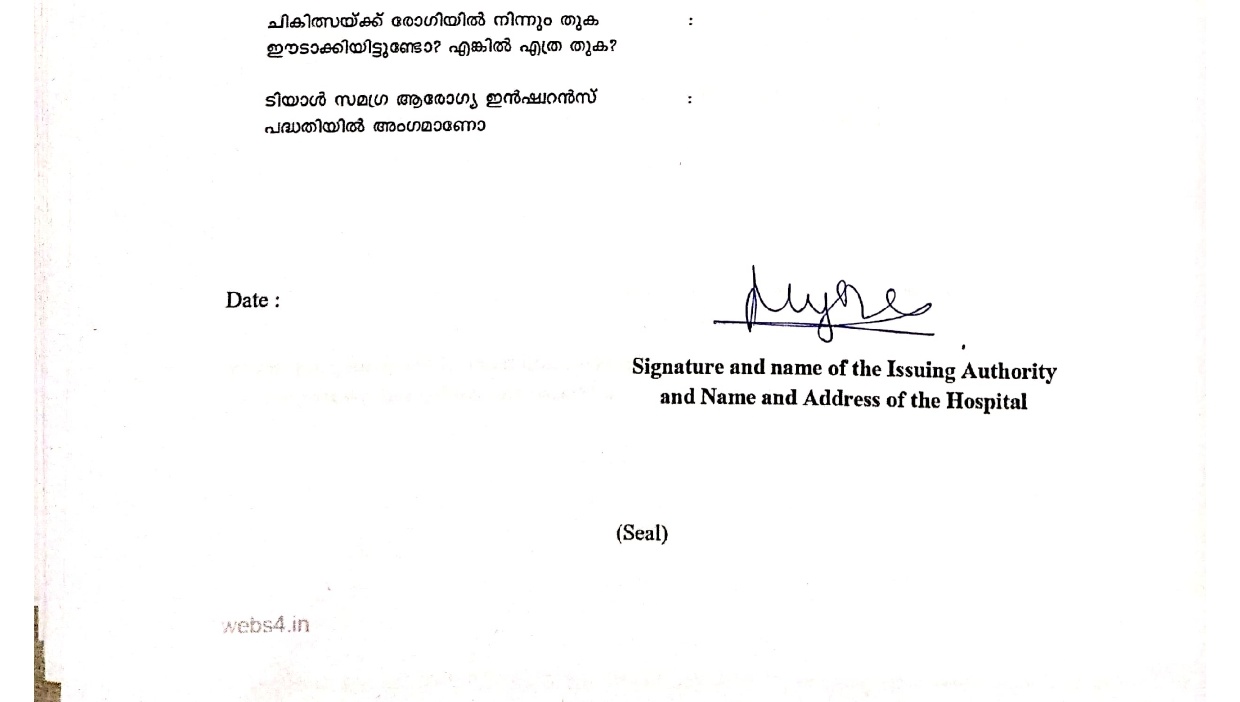 ചികിത്സയ്ക്ക് രോഗിയിൽ നിന്നും തുക :
ഈടാക്കിയിട്ടുണ്ടോ? എങ്കിൽ എത്ര തുക?
ടിയാൾ സമഗ്ര ആരോഗ്യ ഇൻഷ്വറൻസ് :
പദ്ധതിയിൽ അംഗമാണോ
Date :
Signature and name of the Issuing Authority
and Name and Address of the Hospital
(Seal)
webs4.in